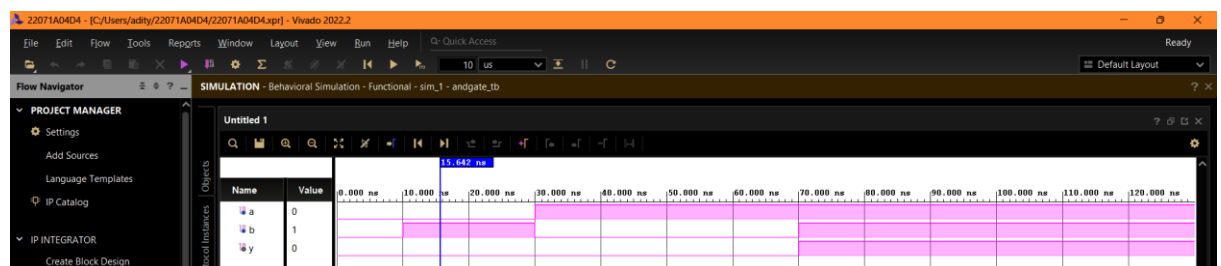 22071A04D4 - [C:/Users/adity/22071A04D4/22071A04D4.xpr] - Vivado 2022.2
File Edit Flow Tools Reports Window Layout View Run Help Q- Quick Access Ready
10 us Default Layout
Flow Navigator SIMULATION - Behavioral Simulation - Functional - sim_1 - andgate_tb
PROJECT MANAGER
Settings
Add Sources
Language Templates
IP Catalog
IP INTEGRATOR
Create Block Design
Objects
Protocol Instances
Untitled 1
15.642 ns
Name Value 0.000 ns 10.000 ns 20.000 ns 30.000 ns 40.000 ns 50.000 ns 60.000 ns 70.000 ns 80.000 ns 90.000 ns 100.000 ns 110.000 ns 120.000 ns
a 0
b 1
y 0